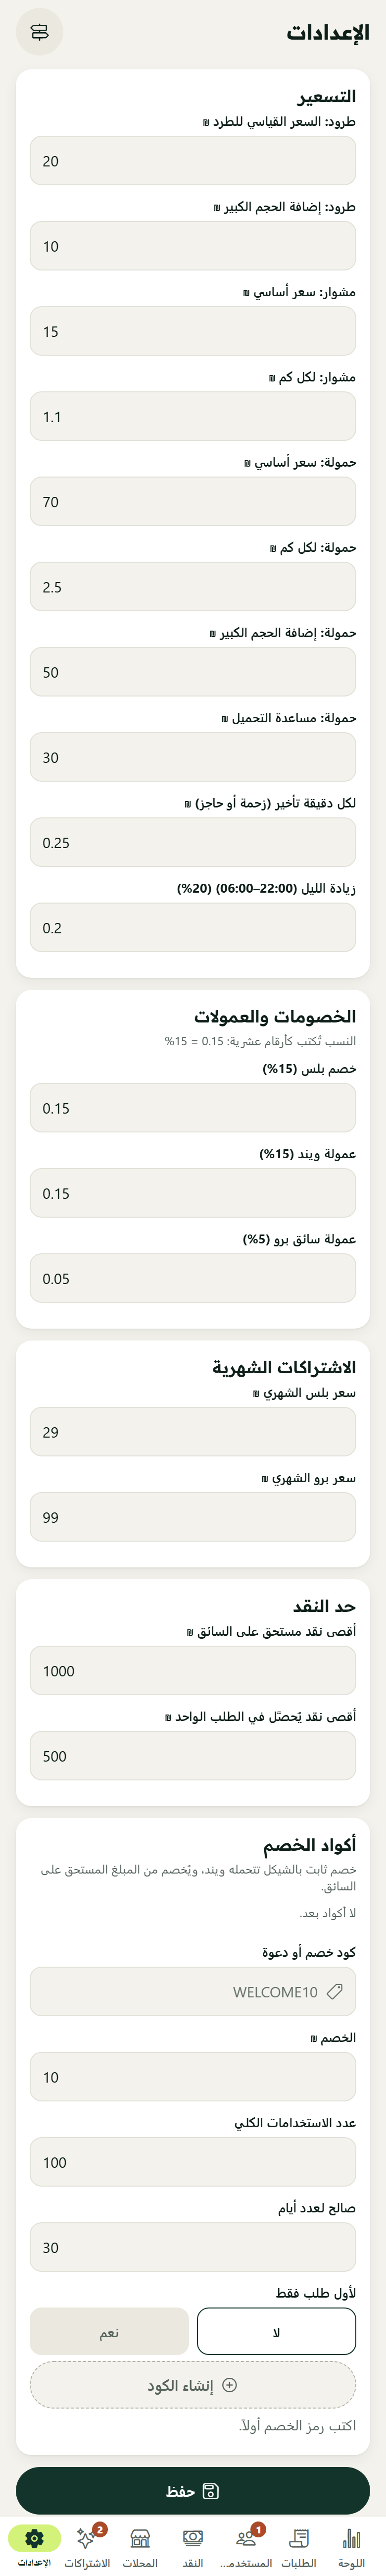 الإعدادات
التسعير
طرود: السعر القياسي للطرد ₪
20
طرود: إضافة الحجم الكبير ₪
10
مشوار: سعر أساسي ₪
15
مشوار: لكل كم ₪
1.1
حمولة: سعر أساسي ₪
70
حمولة: لكل كم ₪
2.5
حمولة: إضافة الحجم الكبير ₪
50
حمولة: مساعدة التحميل ₪
30
لكل دقيقة تأخير (زحمة أو حاجز) ₪
0.25
زيادة الليل (22:00–06:00) (20%)
0.2
الخصومات والعمولات
النسب تُكتب كأرقام عشرية: 0.15 = 15%
خصم بلس (15%)
0.15
عمولة ويند (15%)
0.15
عمولة سائق برو (5%)
0.05
الاشتراكات الشهرية
سعر بلس الشهري ₪
29
سعر برو الشهري ₪
99
حد النقد
أقصى نقد مستحق على السائق ₪
1000
أقصى نقد يُحصّل في الطلب الواحد ₪
500
أكواد الخصم
خصم ثابت بالشيكل تتحمله ويند، ويُخصم من المبلغ المستحق على
السائق.
لا أكواد بعد.
كود خصم أو دعوة
WELCOME10
الخصم ₪
10
عدد الاستخدامات الكلي
100
صالح لعدد أيام
30
لأول طلب فقط
لا
نعم
إنشاء الكود
اكتب رمز الخصم أولاً.
حفظ
اللوحة
الطلبات
المستخدم...
1
النقد
المحلات
الاشتراكات
2
الإعدادات